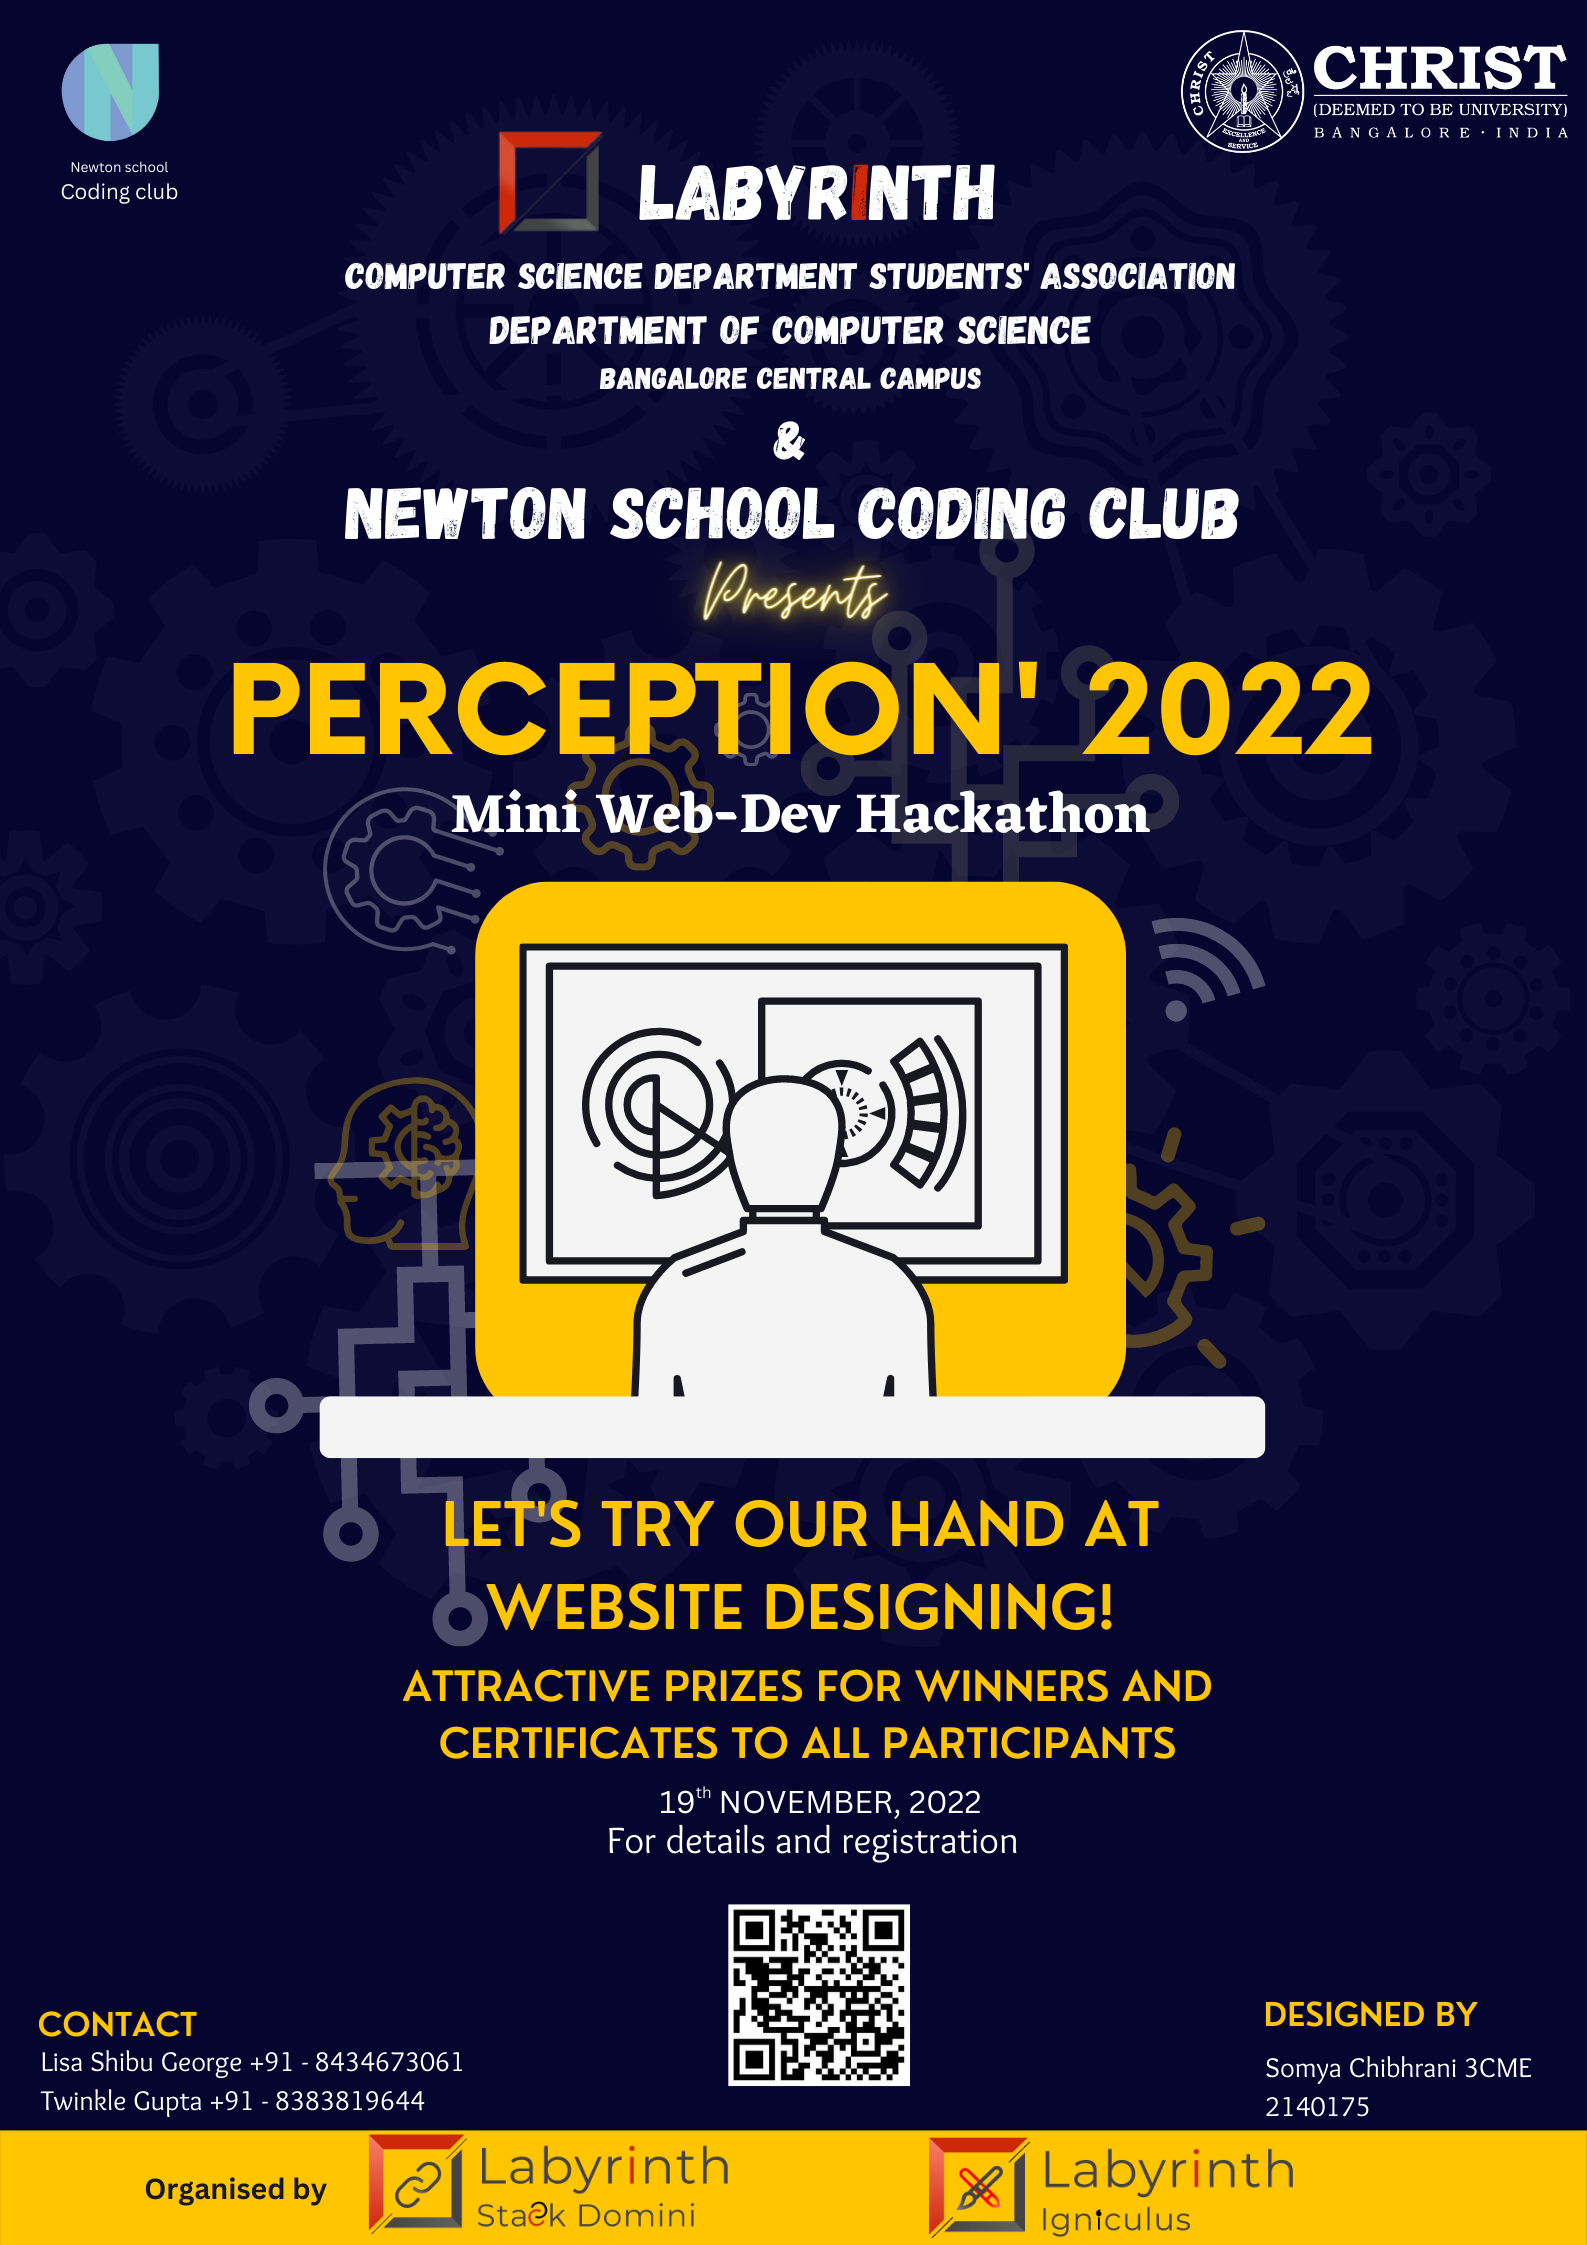 Newton school
Coding club
CHRIST
EXCELLENCE
AND
SERVICE
CHRIST
(DEEMED TO BE UNIVERSITY)
BANGALORE · INDIA
LABYRINTH
COMPUTER SCIENCE DEPARTMENT STUDENTS' ASSOCIATION
DEPARTMENT OF COMPUTER SCIENCE
BANGALORE CENTRAL CAMPUS
&
NEWTON SCHOOL CODING CLUB
Presents
PERCEPTION' 2022
Mini Web-Dev Hackathon
LET'S TRY OUR HAND AT
WEBSITE DESIGNING!
ATTRACTIVE PRIZES FOR WINNERS AND
CERTIFICATES TO ALL PARTICIPANTS
19th NOVEMBER, 2022
For details and registration
CONTACT
Lisa Shibu George +91 - 8434673061
Twinkle Gupta +91 - 8383819644
DESIGNED BY
Somya Chibhrani 3CME
2140175
Organised by
Labyrinth
Stack Domini
Labyrinth
Igniculus